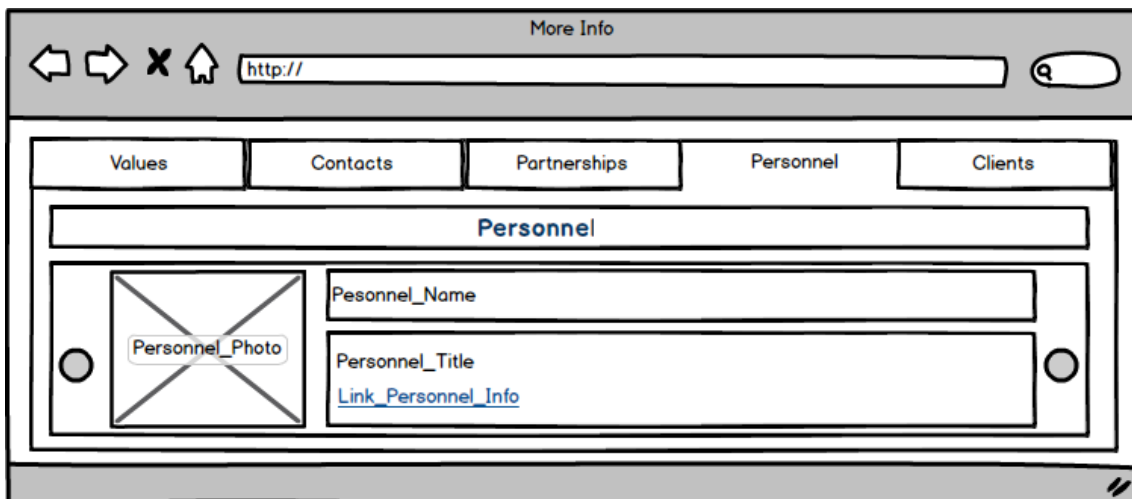 More Info
http://
Values Contacts Partnerships Personnel Clients
Personnel
Pesonnel_Name
Personnel_Photo
Personnel_Title
Link_Personnel_Info